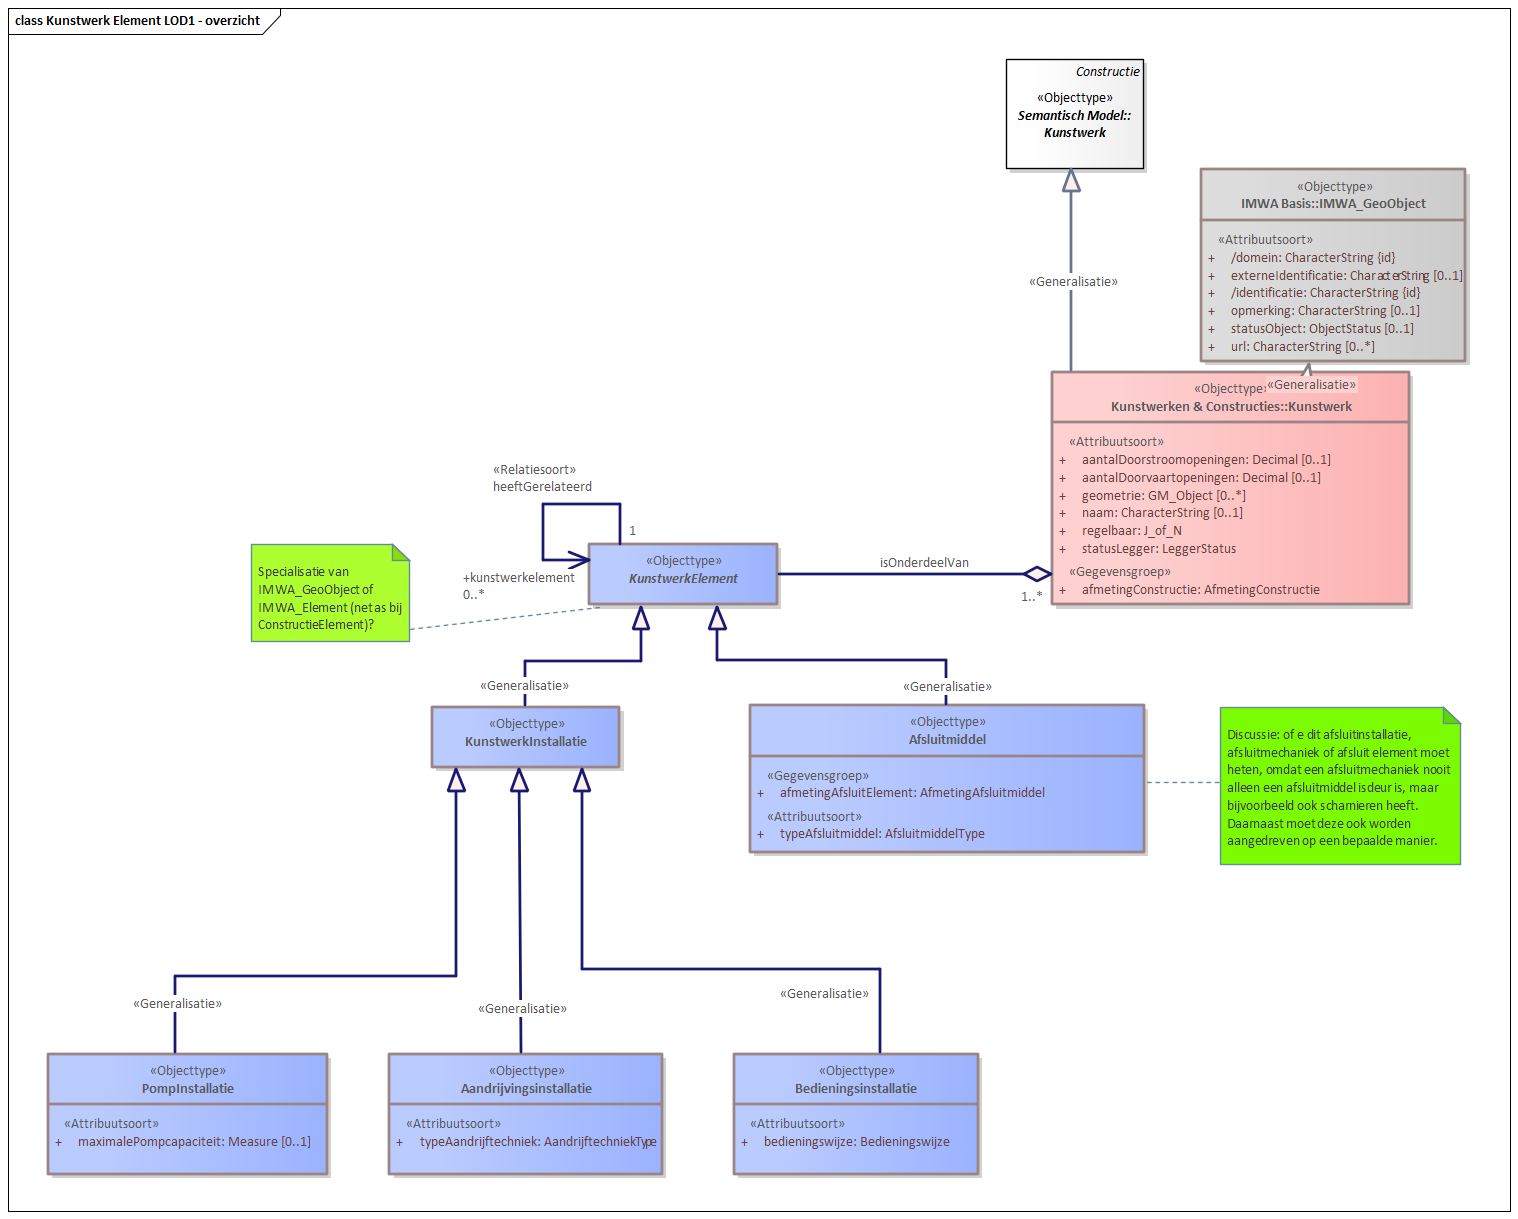 class Kunstwerk Element LOD1 - overzicht
Constructie
«Objecttype»
Semantisch Model::
Kunstwerk
«Generalisatie»
«Objecttype»
IMWA Basis::IMWA_GeoObject
«Attribuutsoort»
+ /domein: CharacterString {id}
+ externeIdentificatie: CharacterString [0..1]
+ /identificatie: CharacterString {id}
+ opmerking: CharacterString [0..1]
+ statusObject: ObjectStatus [0..1]
+ url: CharacterString [0..*]
«Generalisatie»
«Objecttype»
Kunstwerken & Constructies::Kunstwerk
«Attribuutsoort»
+ aantalDoorstroomopeningen: Decimal [0..1]
+ aantalDoorvaartopeningen: Decimal [0..1]
+ geometrie: GM_Object [0..*]
+ naam: CharacterString [0..1]
+ regelbaar: J_of_N
+ statusLegger: LeggerStatus
«Gegevensgroep»
+ afmetingConstructie: AfmetingConstructie
«Relatiesoort»
heeftGerelateerd
1
+kunstwerkelement
0..*
«Objecttype»
KunstwerkElement
isOnderdeelVan
1..*
Specialisatie van
IMWA_GeoObject of
IMWA_Element (net as bij
ConstructieElement)?
«Generalisatie»
«Generalisatie»
«Objecttype»
KunstwerkInstallatie
«Objecttype»
Afsluitmiddel
«Gegevensgroep»
+ afmetingAfsluitElement: AfmetingAfsluitmiddel
«Attribuutsoort»
+ typeAfsluitmiddel: AfsluitmiddelType
Discussie: of e dit afsluitinstallatie,
afsluitmechaniek of afsluit element moet
heten, omdat een afsluitmechaniek nooit
alleen een afsluitmiddel is deur is, maar
bijvoorbeeld ook scharnieren heeft.
Daarnaast moet deze ook worden
aangedreven op een bepaalde manier.
«Generalisatie»
«Generalisatie»
«Generalisatie»
«Objecttype»
PompInstallatie
«Attribuutsoort»
+ maximalePompcapaciteit: Measure [0..1]
«Objecttype»
Aandrijvingsinstallatie
«Attribuutsoort»
+ typeAandrijftechniek: AandrijftechniekType
«Objecttype»
Bedieningsinstallatie
«Attribuutsoort»
+ bedieningswijze: Bedieningswijze